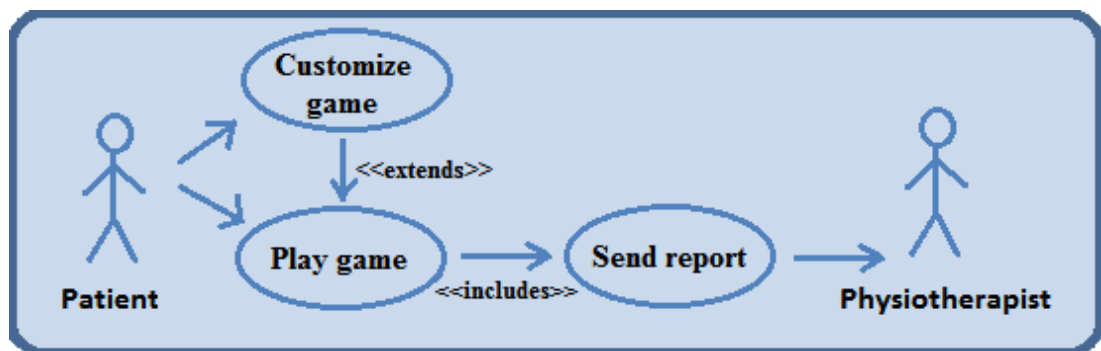 Customize
game
<<extends>>
Play game
<<includes>>
Send report
Patient
Physiotherapist